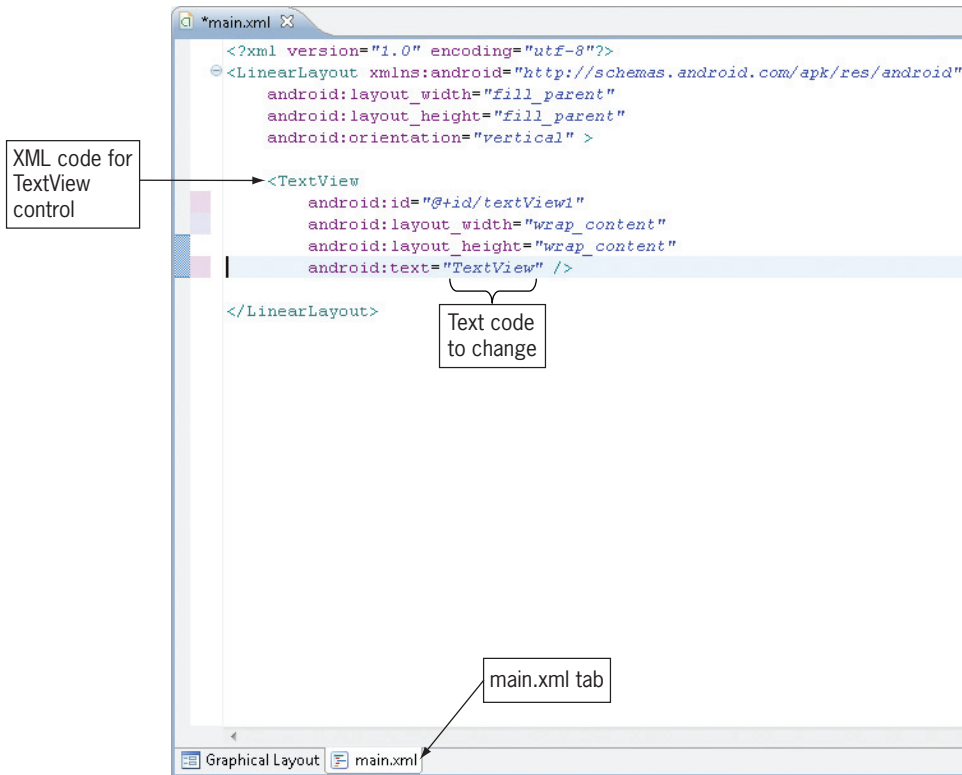 *main.xml
<?xml version="1.0" encoding="utf-8"?>
<LinearLayout xmlns:android="http://schemas.android.com/apk/res/android"
android:layout_width="fill_parent"
android:layout_height="fill_parent"
android:orientation="vertical" >
XML code for
TextView
control
<TextView
android:id="@+id/textView1"
android:layout_width="wrap_content"
android:layout_height="wrap_content"
android:text="TextView" />
</LinearLayout>
Text code
to change
main.xml tab
Graphical Layout
main.xml